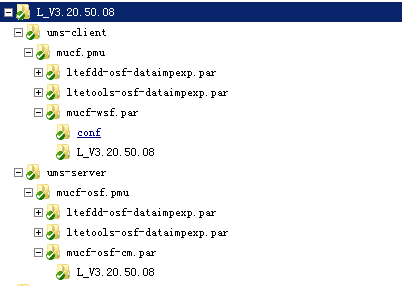 L_V3.20.50.08
ums-client
mucf.pmu
ltefdd-osf-dataimpexp.par
ltetools-osf-dataimpexp.par
mucf-wsf.par
conf
L_V3.20.50.08
ums-server
mucf-osf.pmu
ltefdd-osf-dataimpexp.par
ltetools-osf-dataimpexp.par
mucf-osf-cm.par
L_V3.20.50.08